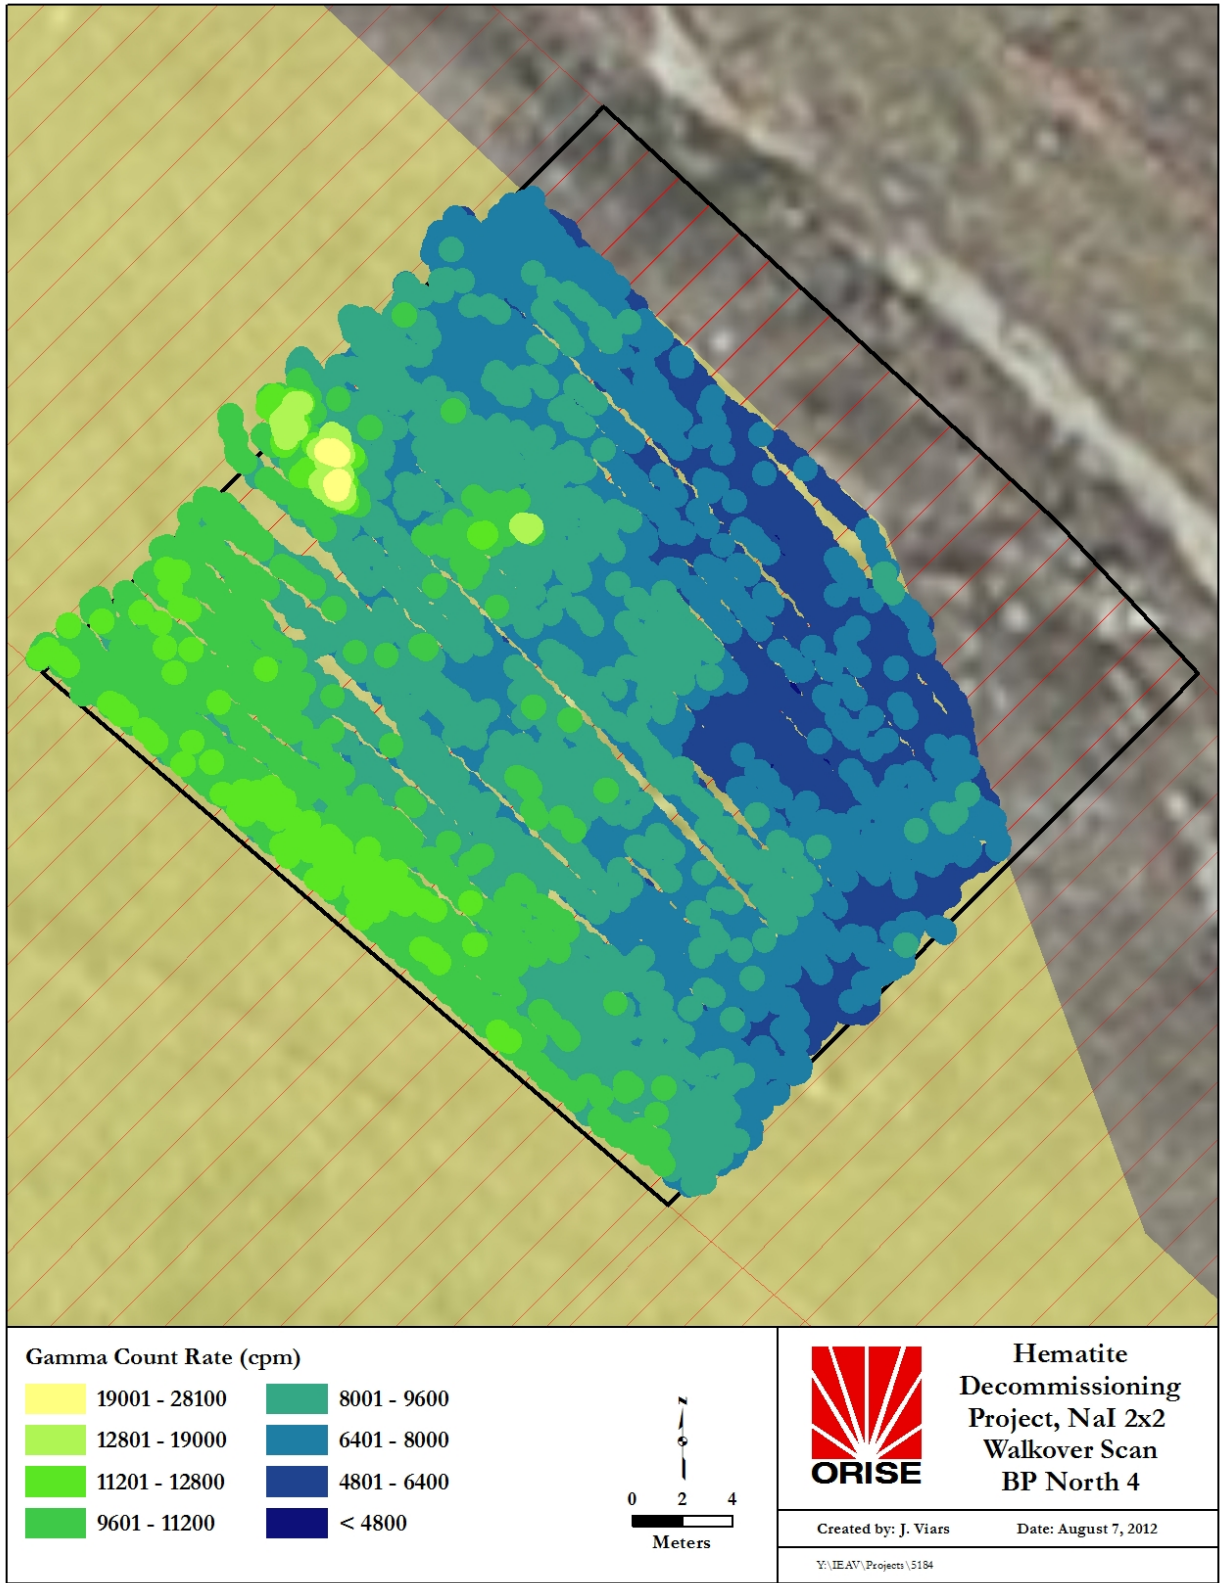 Gamma Count Rate (cpm)
19001 - 28100
12801 - 19000
11201 - 12800
9601 - 11200
8001 - 9600
6401 - 8000
4801 - 6400
< 4800
N
0 2 4
Meters
ORISE
Hematite
Decommissioning
Project, NaI 2x2
Walkover Scan
BP North 4
Created by: J. Viars Date: August 7, 2012
Y:\IEAV\Projects\5184